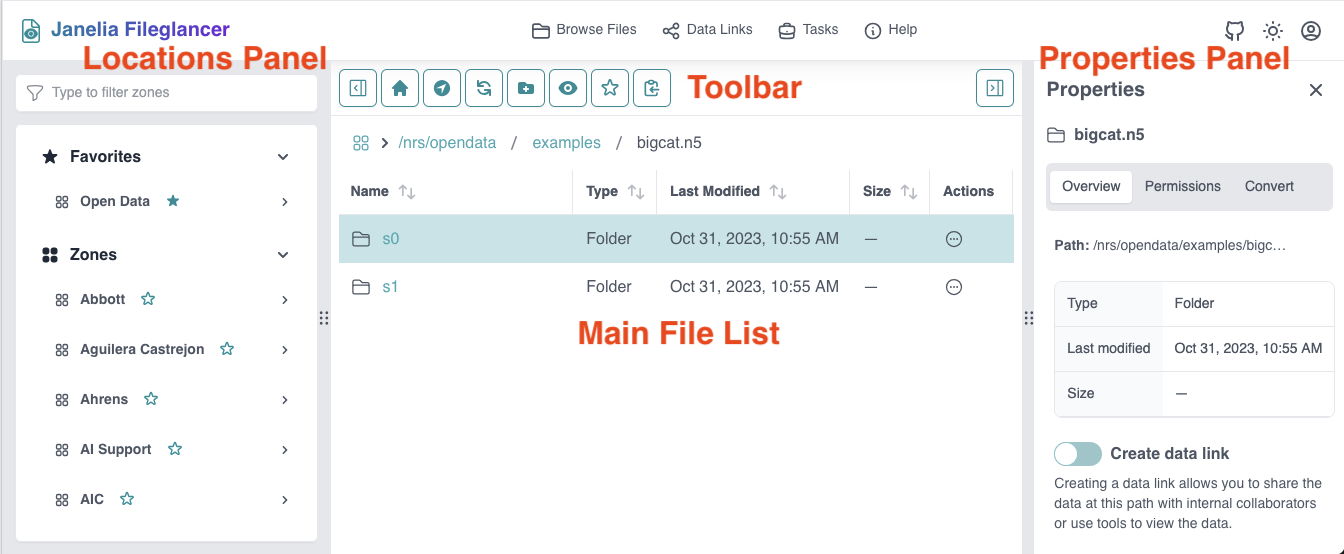 Janelia Fileglancer
Browse Files
Data Links
Tasks
Help
Locations Panel
Type to filter zones
Favorites
Open Data
Zones
Abbott
Aguilera Castrejon
Ahrens
AI Support
AIC
Toolbar
/nrs/opendata / examples / bigcat.n5
Name Type Last Modified Size Actions
s0 Folder Oct 31, 2023, 10:55 AM —
s1 Folder Oct 31, 2023, 10:55 AM —
Main File List
Properties Panel
Properties
bigcat.n5
Overview Permissions Convert
Path: /nrs/opendata/examples/bigc...
Type Folder
Last modified Oct 31, 2023, 10:55 AM
Size —
Create data link
Creating a data link allows you to share the
data at this path with internal collaborators
or use tools to view the data.